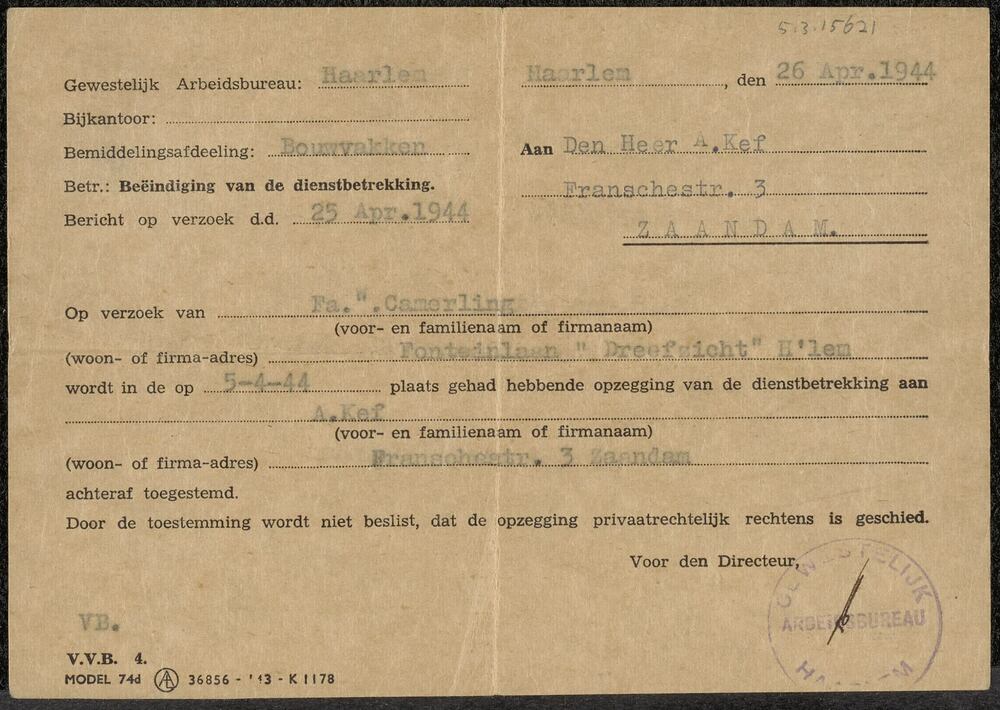 5.3.15621
Gewestelijk Arbeidsbureau: Haarlem
Bijkantoor:
Bemiddelingsafdeeling: Bouwvakken
Betr.: Beëindiging van de dienstbetrekking.
Bericht op verzoek d.d. 25 Apr.1944
Haarlem, den 26 Apr.1944
Aan Den Heer A.Kef
Franschestr. 3
ZAANDAM.
Op verzoek van Fa.W.Camerling
(voor- en familienaam of firmanaam)
(woon- of firma-adres) Fonteinlaan " Dreefzicht" H'lem
wordt in de op 5-4-44 plaats gehad hebbende opzegging van de dienstbetrekking aan
A.Kef
(voor- en familienaam of firmanaam)
(woon- of firma-adres) Franschestr. 3 Zaandam
achteraf toegestemd.
Door de toestemming wordt niet beslist, dat de opzegging privaatrechtelijk rechtens is geschied.
Voor den Directeur,
GEWESTELIJK
ARBEIDSBUREAU
HAARLEM
VB.
V.V.B. 4.
MODEL 74d 36856 - '43 - K 1178